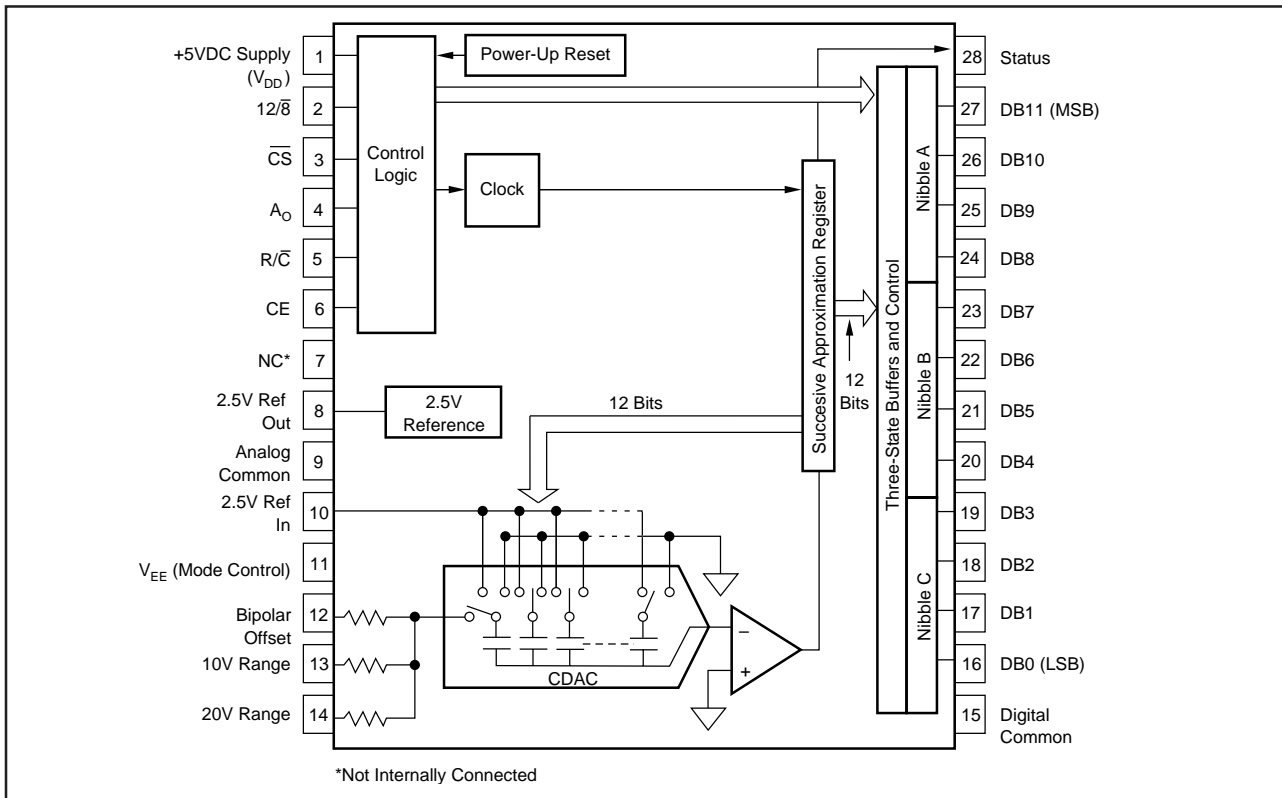 +5VDC Supply
(VDD)
1
12/8̅
2
C̅S̅
3
AO
4
R/C̅
5
CE
6
NC*
7
2.5V Ref
Out
8
Analog
Common
9
2.5V Ref
In
10
VEE (Mode Control)
11
Bipolar
Offset
12
10V Range
13
20V Range
14
Control
Logic
Power-Up Reset
Clock
2.5V
Reference
12 Bits
CDAC
–
+
Succesive Approximation Register
12
Bits
Three-State Buffers and Control
Nibble A
Nibble B
Nibble C
28
Status
27
DB11 (MSB)
26
DB10
25
DB9
24
DB8
23
DB7
22
DB6
21
DB5
20
DB4
19
DB3
18
DB2
17
DB1
16
DB0 (LSB)
15
Digital
Common
*Not Internally Connected